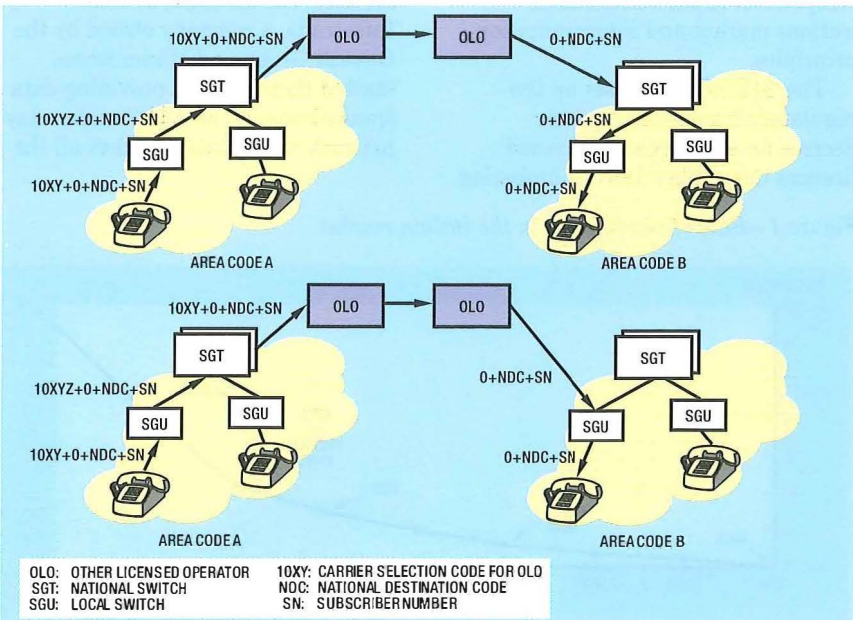 10XY+0+NDC+SN
OLO
OLO
0+NDC+SN
SGT
SGT
10XYZ+0+NDC+SN
0+NDC+SN
SGU
SGU
SGU
SGU
10XY+0+NDC+SN
0+NDC+SN
AREA CODE A
AREA CODE B
10XY+0+NDC+SN
OLO
OLO
SGT
SGT
10XYZ+0+NDC+SN
0+NDC+SN
SGU
SGU
SGU
SGU
10XY+0+NDC+SN
0+NDC+SN
AREA CODE A
AREA CODE B
OLO: OTHER LICENSED OPERATOR
SGT: NATIONAL SWITCH
SGU: LOCAL SWITCH
10XY: CARRIER SELECTION CODE FOR OLO
NOC: NATIONAL DESTINATION CODE
SN: SUBSCRIBER NUMBER